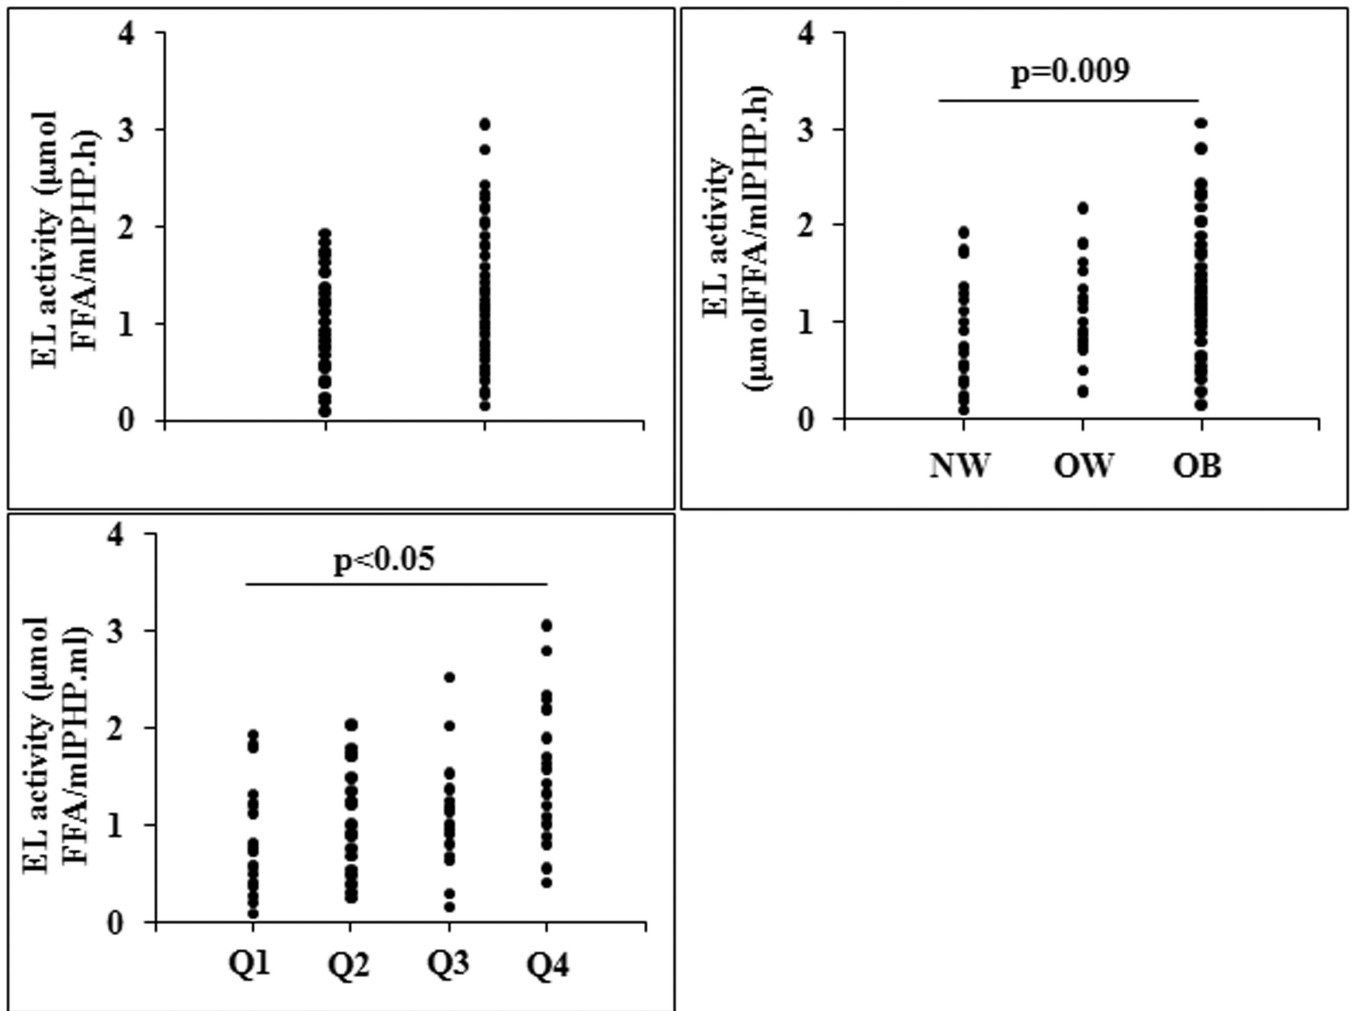 EL activity (μmol
FFA/mlPHP.h)
4
3
2
1
0
EL activity
(μmolFFA/mlPHP.h)
4
3
2
1
0
p=0.009
NW OW OB
EL activity (μmol
FFA/mlPHP.ml)
4
3
2
1
0
p<0.05
Q1 Q2 Q3 Q4